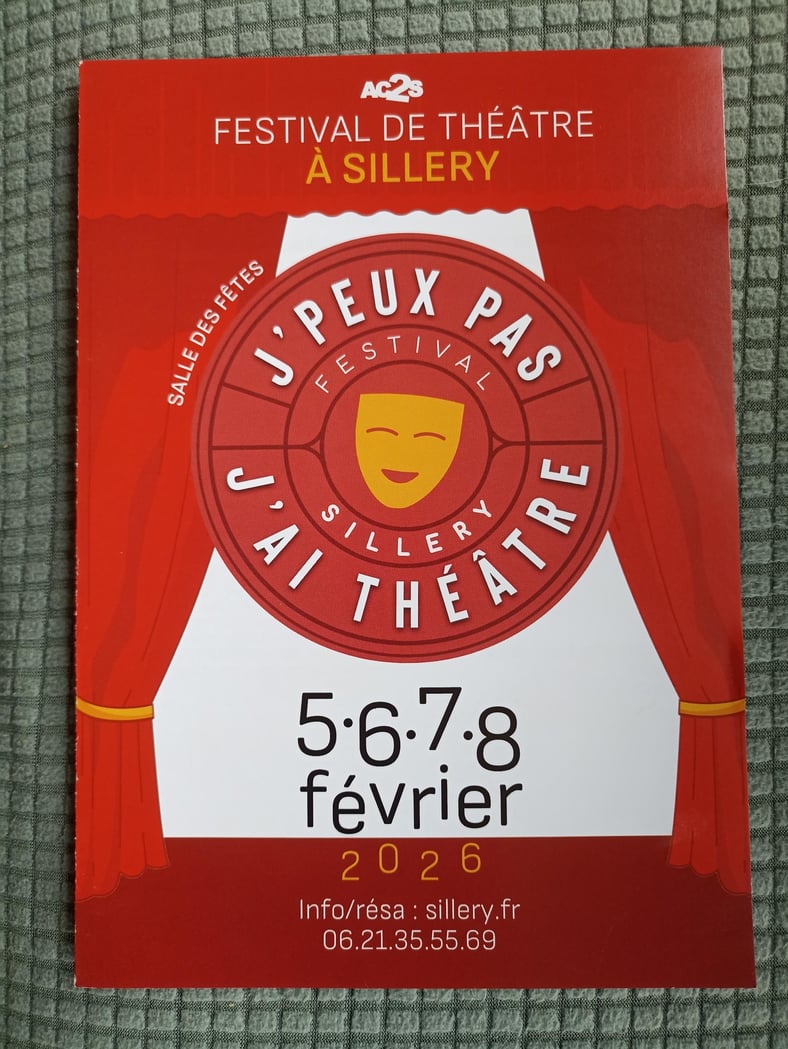 AC2S
FESTIVAL DE THÉÂTRE
À SILLERY
SALLE DES FÊTES
J'PEUX PAS
FESTIVAL
SILLERY
J'AI THÉÂTRE
5·6·7·8
février
2026
Info/résa : sillery.fr
06.21.35.55.69